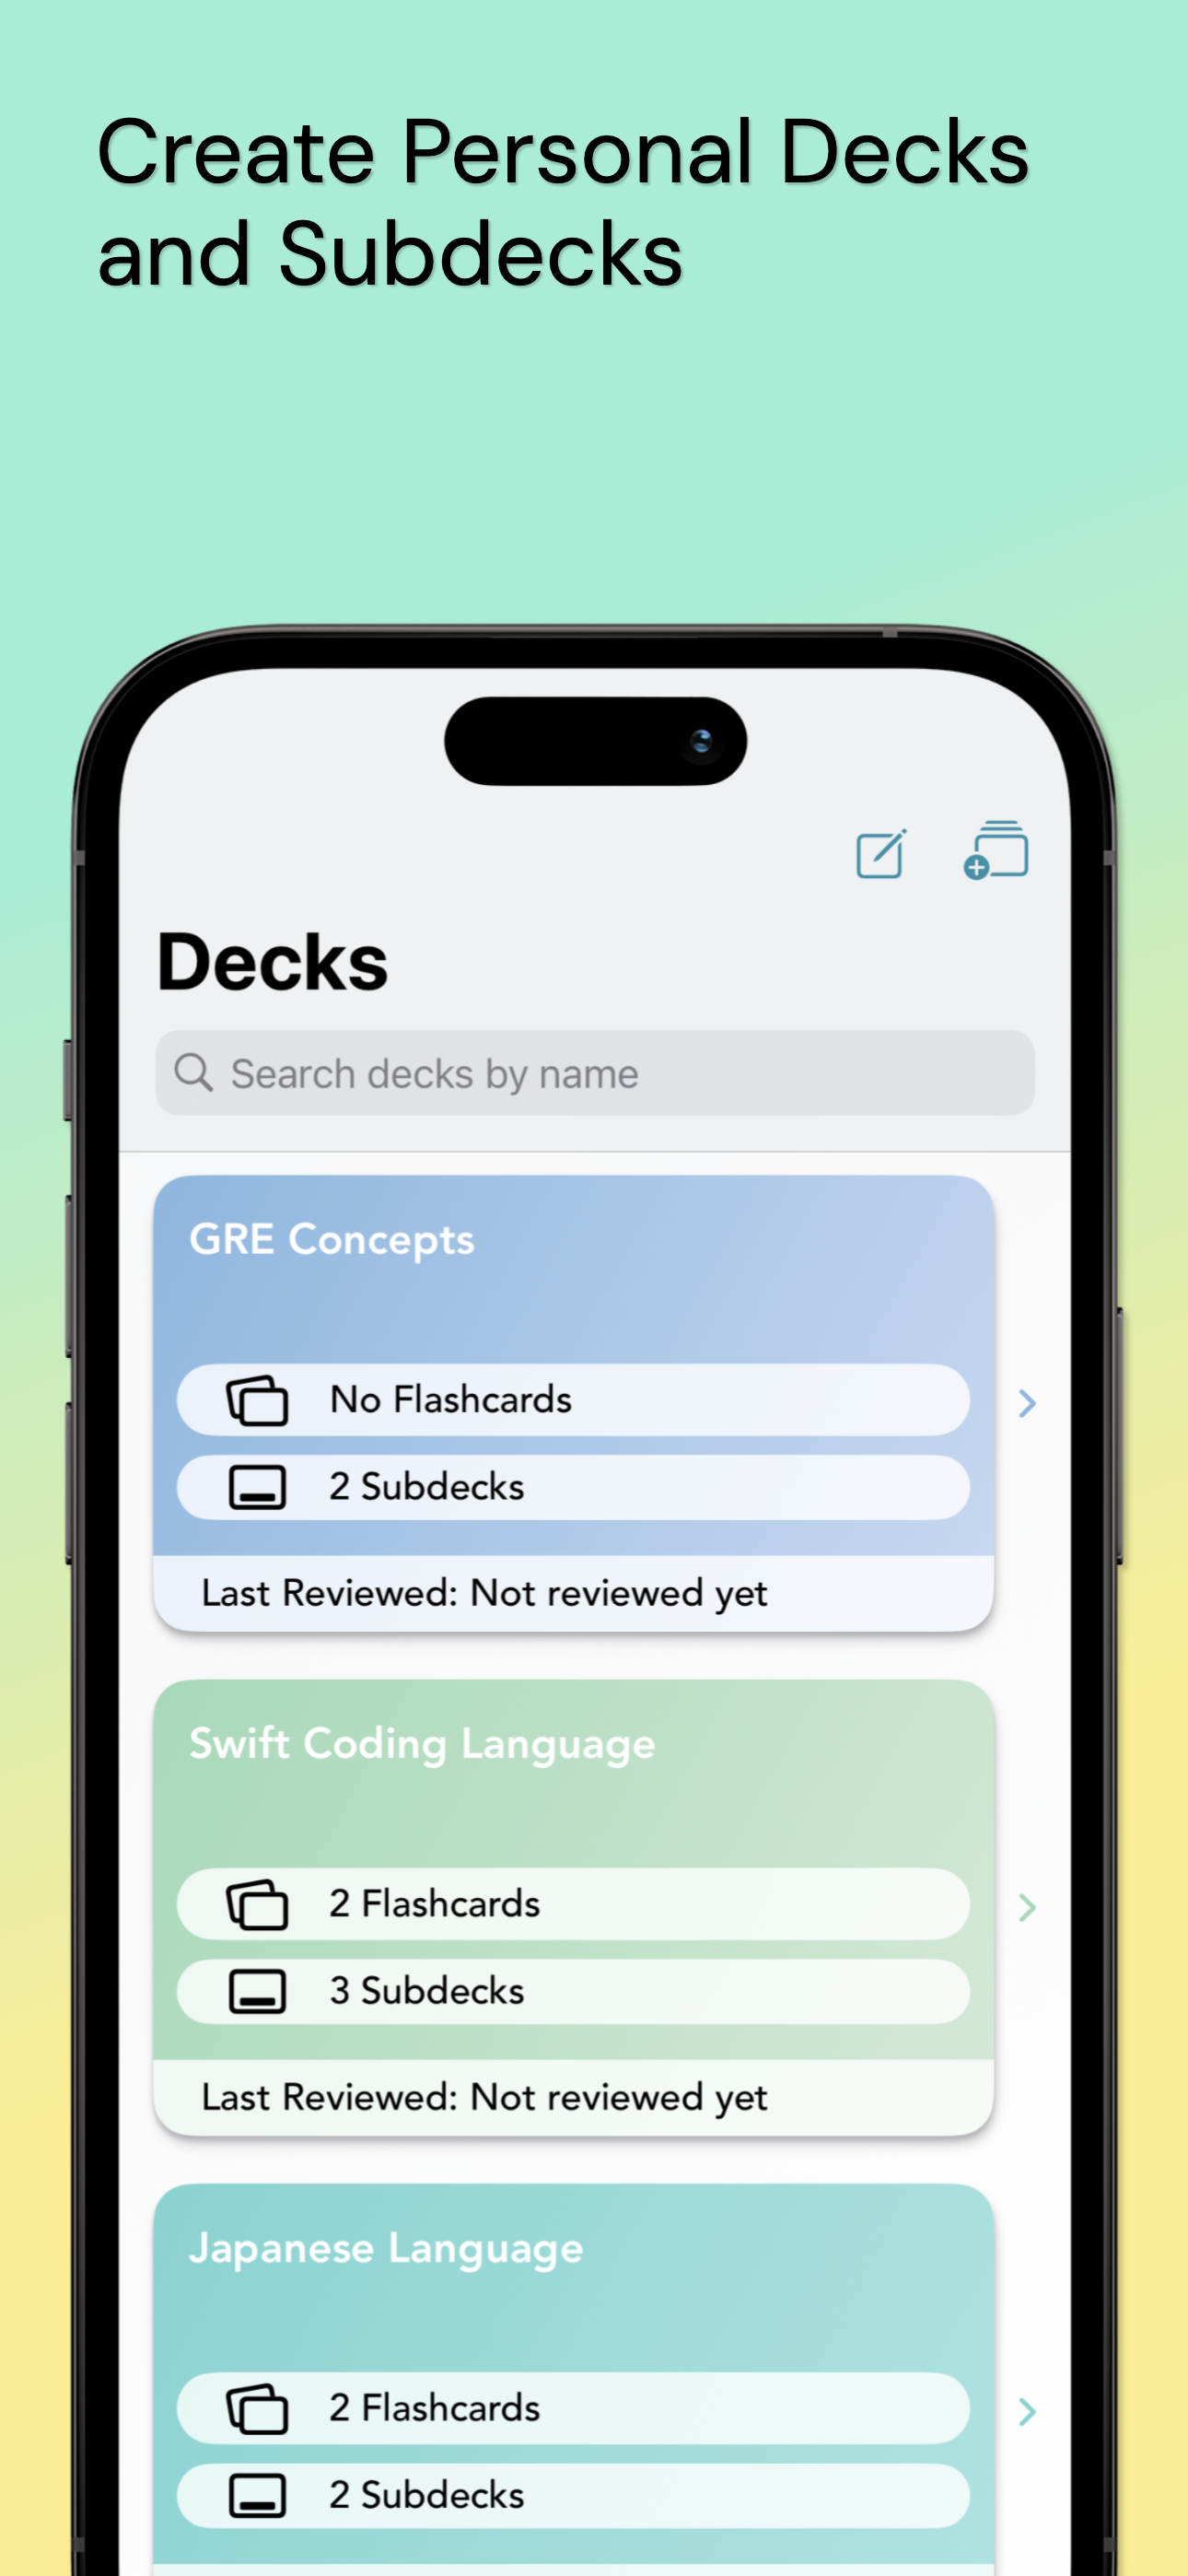 Create Personal Decks
and Subdecks
Decks
Search decks by name
GRE Concepts
No Flashcards
2 Subdecks
Last Reviewed: Not reviewed yet
Swift Coding Language
2 Flashcards
3 Subdecks
Last Reviewed: Not reviewed yet
Japanese Language
2 Flashcards
2 Subdecks